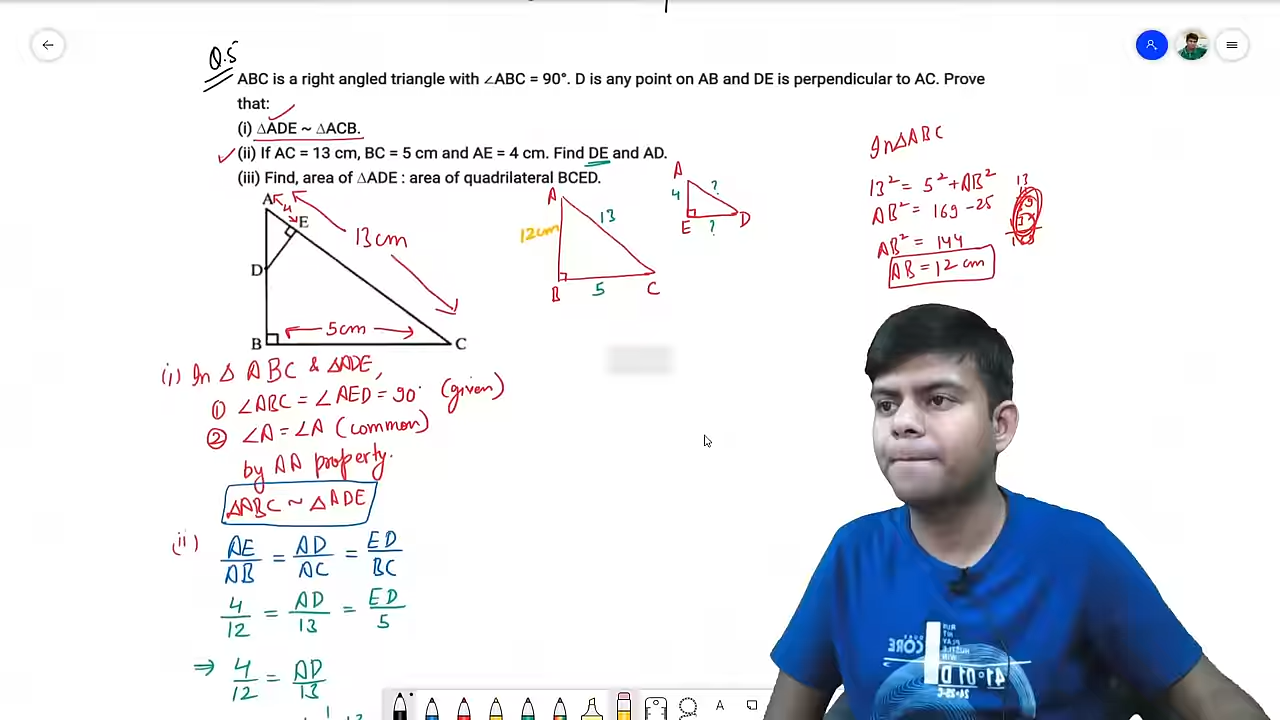 Q.5
ABC is a right angled triangle with ∠ABC = 90°. D is any point on AB and DE is perpendicular to AC. Prove
that:
(i) △ADE ~ △ACB.
(ii) If AC = 13 cm, BC = 5 cm and AE = 4 cm. Find DE and AD.
(iii) Find, area of △ADE : area of quadrilateral BCED.
A
4
E
13cm
D
B
5cm
C
A
12cm
13
B
5
C
A
4
?
E
?
D
In △ABC
13² = 5² + AB²
AB² = 169 - 25
AB² = 144
AB = 12 cm
13
(i) In △ ABC & △ADE,
① ∠ABC = ∠AED = 90° (given)
② ∠A = ∠A (common)
by AA property.
△ABC ~ △ADE
(ii) AE/AB = AD/AC = ED/BC
4/12 = AD/13 = ED/5
⇒ 4/12 = AD/13
A